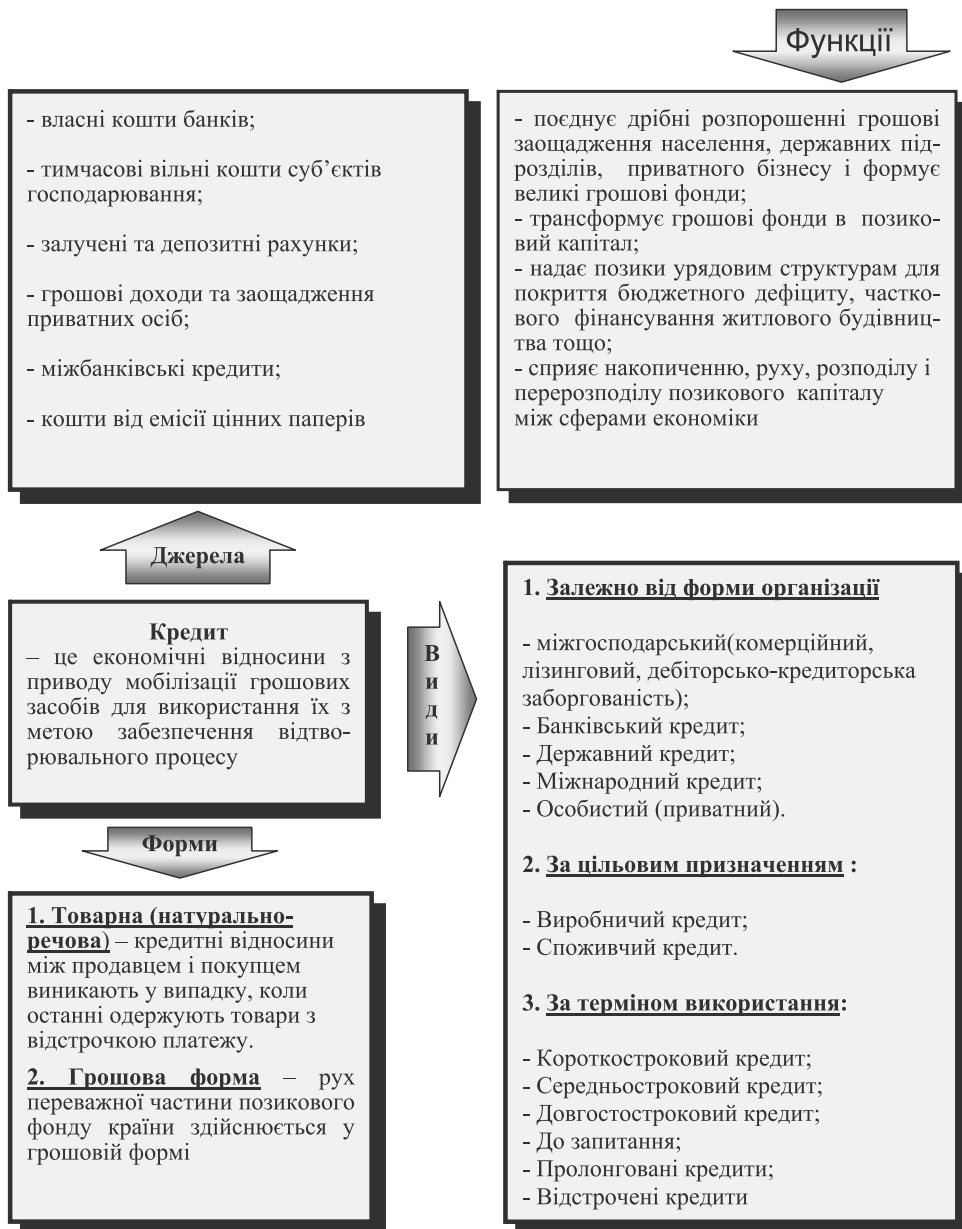 Функції
- власні кошти банків;
- тимчасові вільні кошти суб’єктів
господарювання;
- залучені та депозитні рахунки;
- грошові доходи та заощадження
приватних осіб;
- міжбанківські кредити;
- кошти від емісії цінних паперів
- поєднує дрібні розпорошенні грошові
заощадження населення, державних під-
розділів, приватного бізнесу і формує
великі грошові фонди;
- трансформує грошові фонди в позико-
вий капітал;
- надає позики урядовим структурам для
покриття бюджетного дефіциту, частко-
вого фінансування житлового будівниц-
тва тощо;
- сприяє накопиченню, руху, розподілу і
перерозподілу позикового капіталу
між сферами економіки
Джерела
Кредит
– це економічні відносини з
приводу мобілізації грошових
засобів для використання їх з
метою забезпечення відтво-
рювального процесу
Види
Форми
1. Товарна (натурально-
речова) – кредитні відносини
між продавцем і покупцем
виникають у випадку, коли
останні одержують товари з
відстрочкою платежу.
2. Грошова форма – рух
переважної частини позикового
фонду країни здійснюється у
грошовій формі
1. Залежно від форми організації
- міжгосподарський(комерційний,
лізинговий, дебіторсько-кредиторська
заборгованість);
- Банківський кредит;
- Державний кредит;
- Міжнародний кредит;
- Особистий (приватний).
2. За цільовим призначенням :
- Виробничий кредит;
- Споживчий кредит.
3. За терміном використання:
- Короткостроковий кредит;
- Середньостроковий кредит;
- Довгостостроковий кредит;
- До запитання;
- Пролонговані кредити;
- Відстрочені кредити